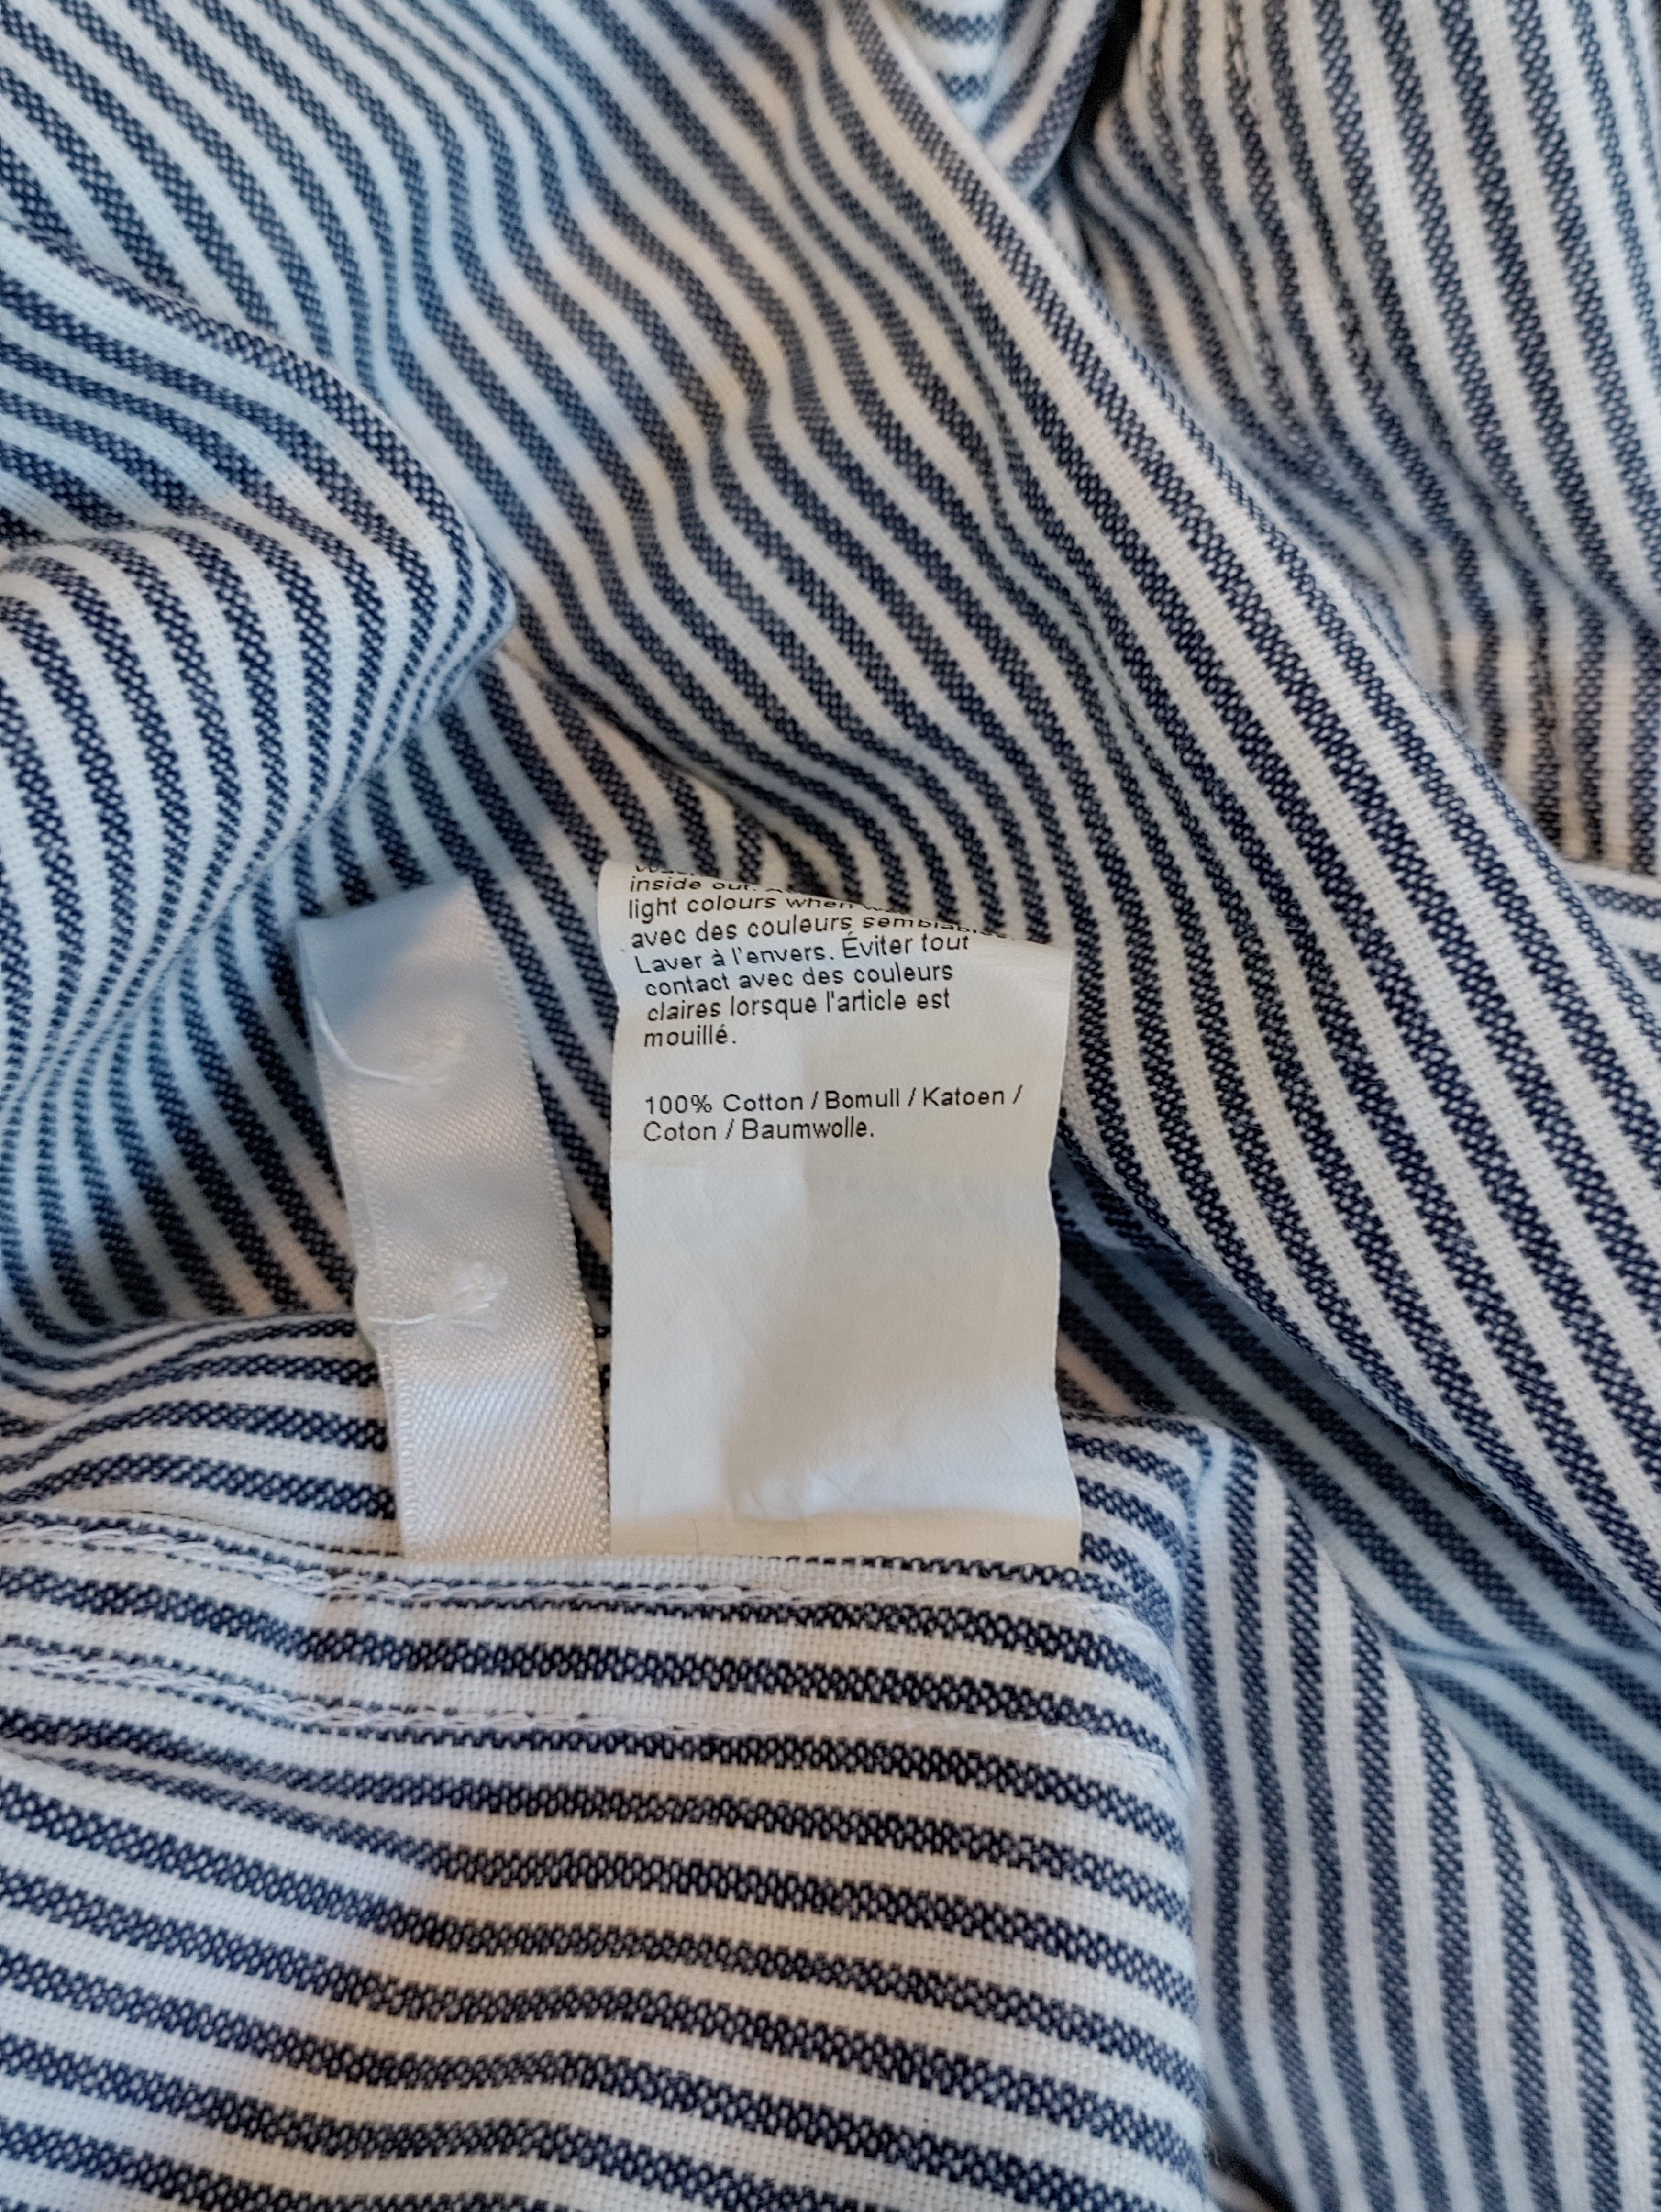 inside out.
light colours when
avec des couleurs semblables.
Laver à l'envers. Éviter tout
contact avec des couleurs
claires lorsque l'article est
mouillé.
100% Cotton / Bomull / Katoen /
Coton / Baumwolle.